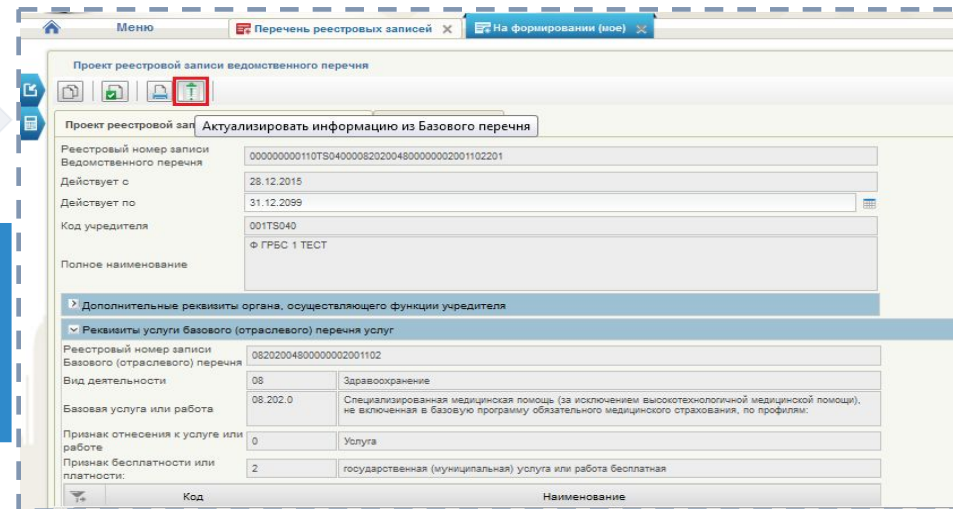 Меню
Перечень реестровых записей
На формировании (мое)
Проект реестровой записи ведомственного перечня
Проект реестровой зап
Актуализировать информацию из Базового перечня
Реестровый номер записи
Ведомственного перечня
000000000110TS04000082020048000000020011022​01
Действует с
28.12.2015
Действует по
31.12.2099
Код учредителя
001TS040
Полное наименование
Ф ГРБС 1 ТЕСТ
Дополнительные реквизиты органа, осуществляющего функции учредителя
Реквизиты услуги базового (отраслевого) перечня услуг
Реестровый номер записи
Базового (отраслевого) перечня
08202004800000002001102
Вид деятельности
08
Здравоохранение
Базовая услуга или работа
08.202.0
Специализированная медицинская помощь (за исключением высокотехнологичной медицинской помощи),
не включенная в базовую программу обязательного медицинского страхования, по профилям:
Признак отнесения к услуге или
работе
0
Услуга
Признак бесплатности или
платности:
2
государственная (муниципальная) услуга или работа бесплатная
Код
Наименование